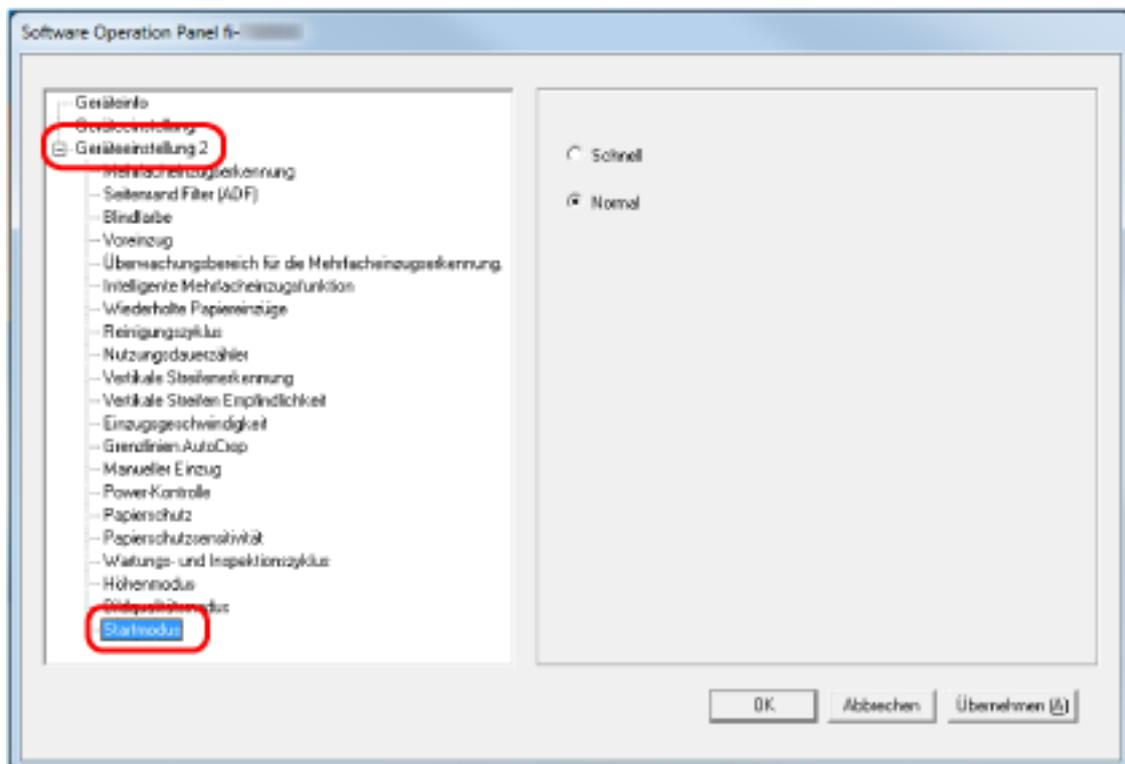 Software Operation Panel fi-
Geräteinfo
Geräteeinstellung
Geräteeinstellung 2
Mehrfacheinzugserkennung
Seitenrand Filter (ADF)
Blindfarbe
Voreinzug
Überwachungsbereich für die Mehrfacheinzugserkennung.
Intelligente Mehrfacheinzugsfunktion
Wiederholte Papiereinzüge
Reinigungszyklus
Nutzungsdauerzähler
Vertikale Streifenerkennung
Vertikale Streifen Empfindlichkeit
Einzugsgeschwindigkeit
Grenzlinien AutoCrop
Manueller Einzug
Power-Kontrolle
Papierschutz
Papierschutzsensitivität
Wartungs- und Inspektionszyklus
Höhenmodus
Bildqualitätsmodus
Startmodus
Schnell
Normal
OK
Abbrechen
Übernehmen (A)